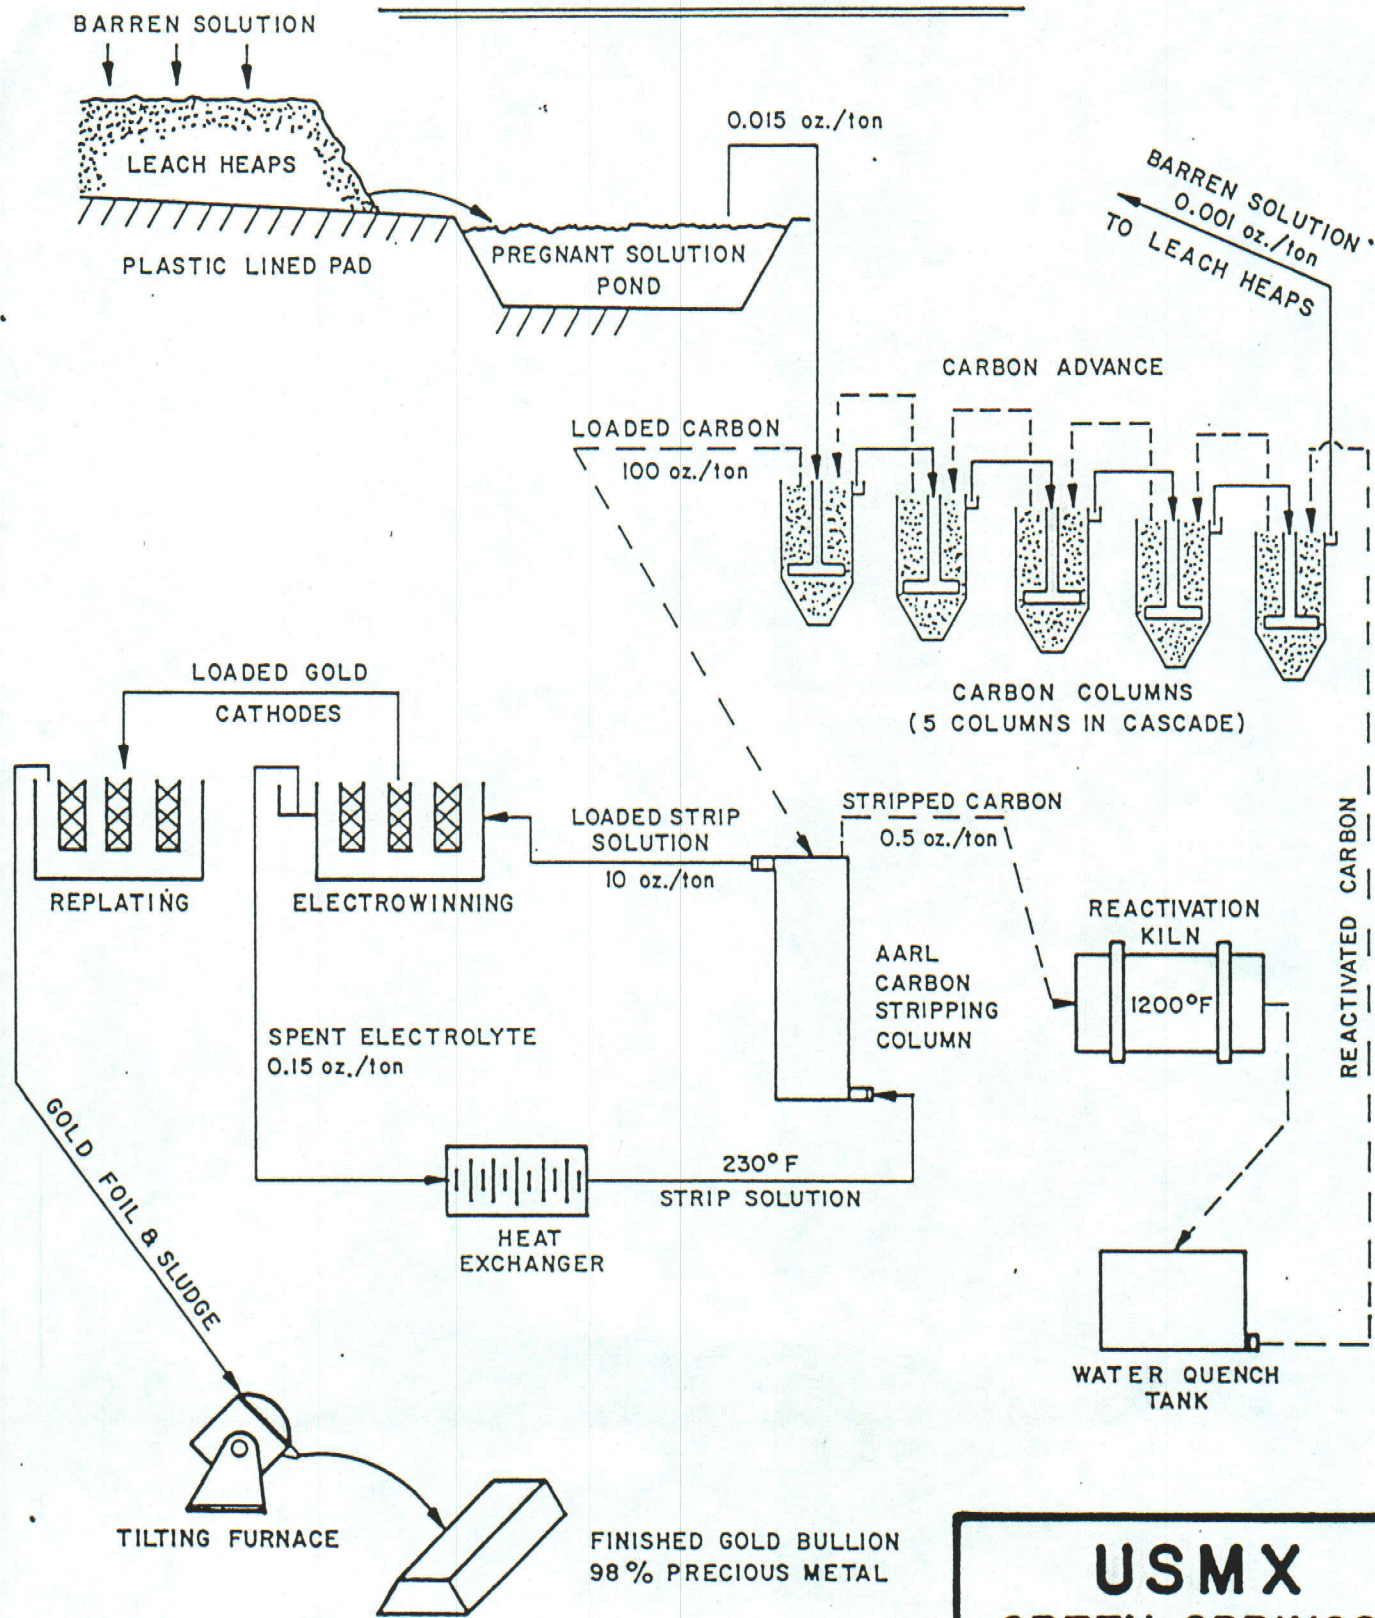 BARREN SOLUTION
LEACH HEAPS
PLASTIC LINED PAD
PREGNANT SOLUTION
POND
0.015 oz./ton
BARREN SOLUTION
0.001 oz./ton
TO LEACH HEAPS
CARBON ADVANCE
LOADED CARBON
100 oz./ton
CARBON COLUMNS
(5 COLUMNS IN CASCADE)
LOADED GOLD
CATHODES
REPLATING
ELECTROWINNING
LOADED STRIP
SOLUTION
10 oz./ton
STRIPPED CARBON
0.5 oz./ton
REACTIVATION
KILN
1200°F
REACTIVATED CARBON
AARL
CARBON
STRIPPING
COLUMN
SPENT ELECTROLYTE
0.15 oz./ton
230°F
STRIP SOLUTION
HEAT
EXCHANGER
GOLD FOIL & SLUDGE
WATER QUENCH
TANK
TILTING FURNACE
FINISHED GOLD BULLION
98% PRECIOUS METAL
USMX